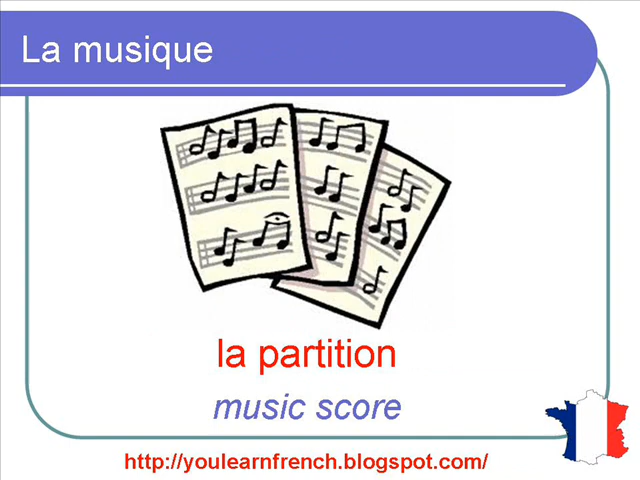 La musique
la partition
music score
http://youlearnfrench.blogspot.com/